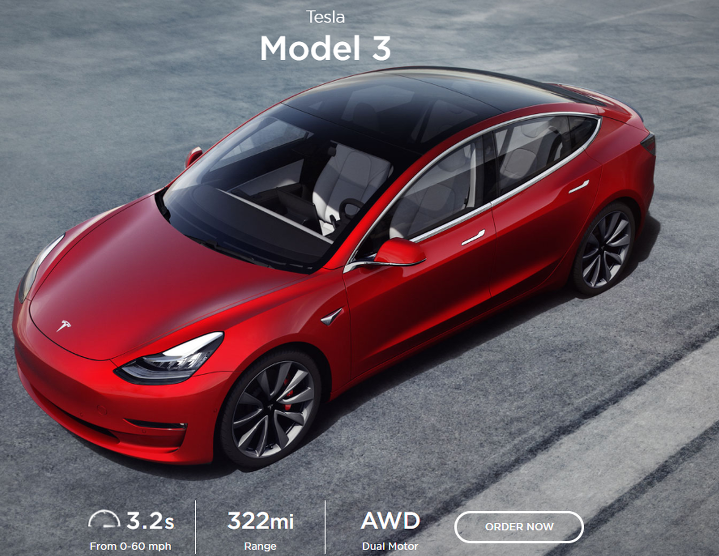 Tesla
Model 3
3.2s
From 0-60 mph
322mi
Range
AWD
Dual Motor
ORDER NOW